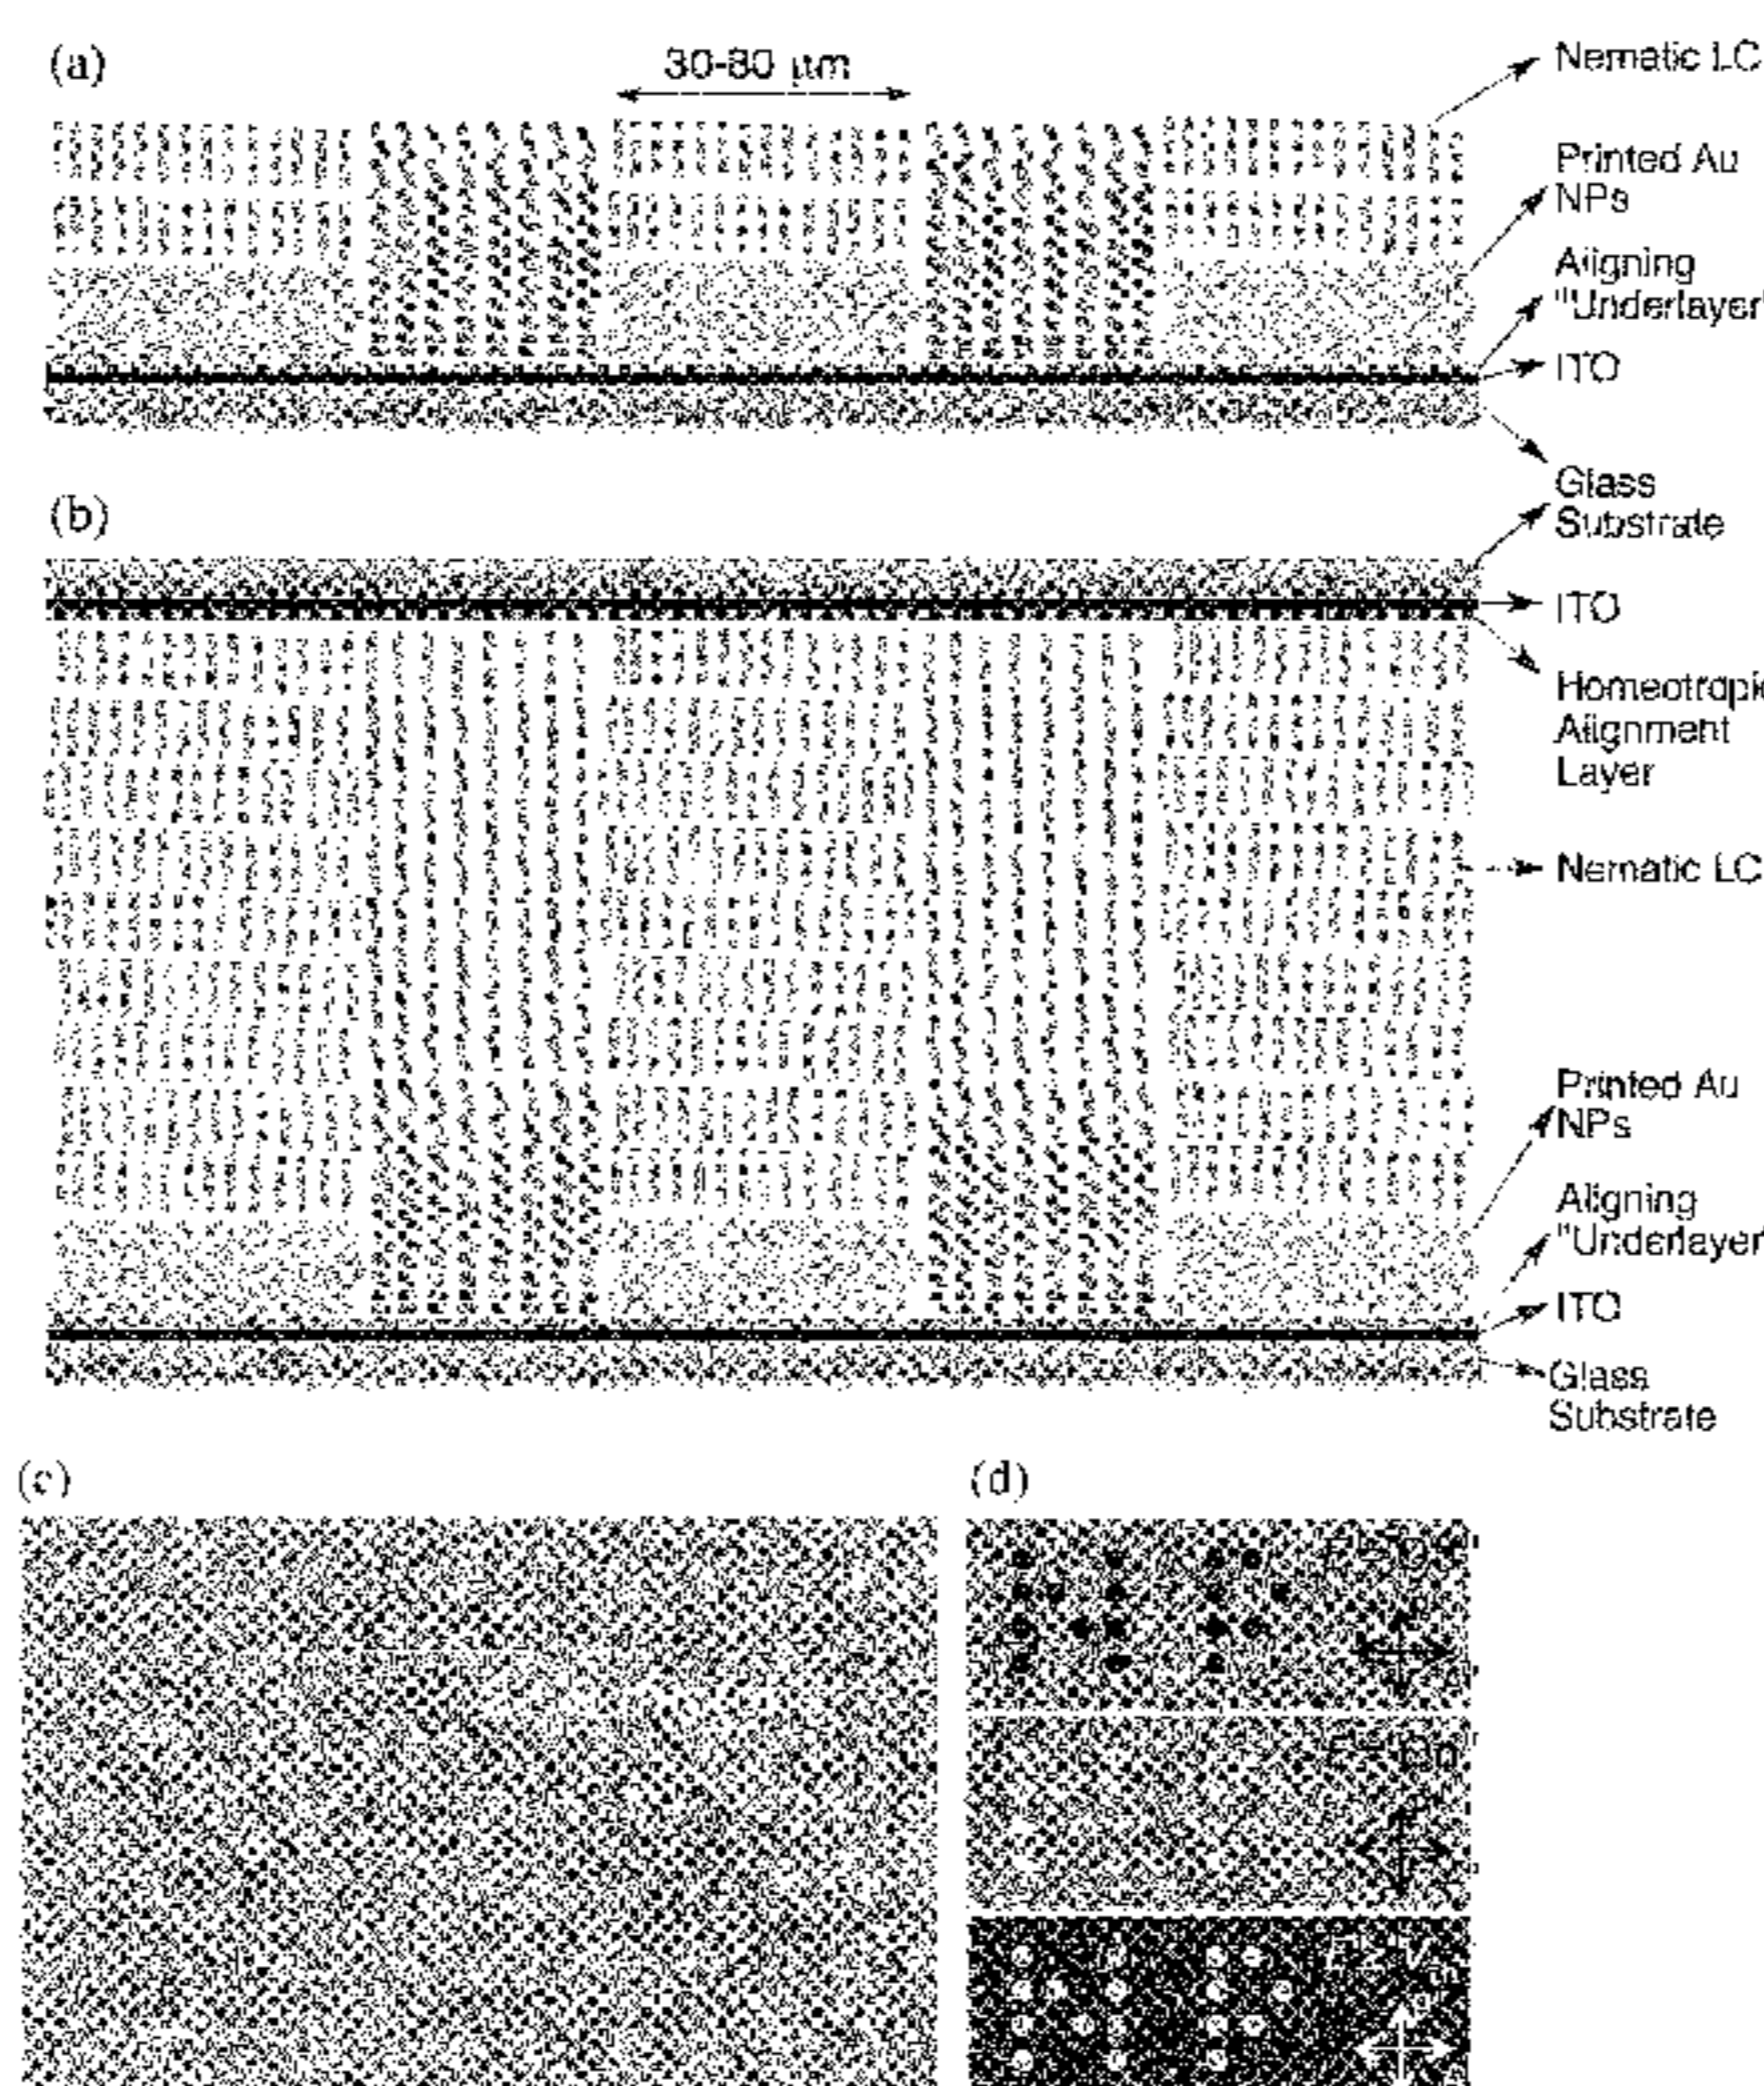 (a)
30-80 µm
Nematic LC
Printed Au
NPs
Aligning
"Underlayer
ITO
Glass
Substrate
(b)
ITO
Homeotropic
Alignment
Layer
Nematic LC
Printed Au
NPs
Aligning
"Underlayer
ITO
Glass
Substrate
(c)
(d)